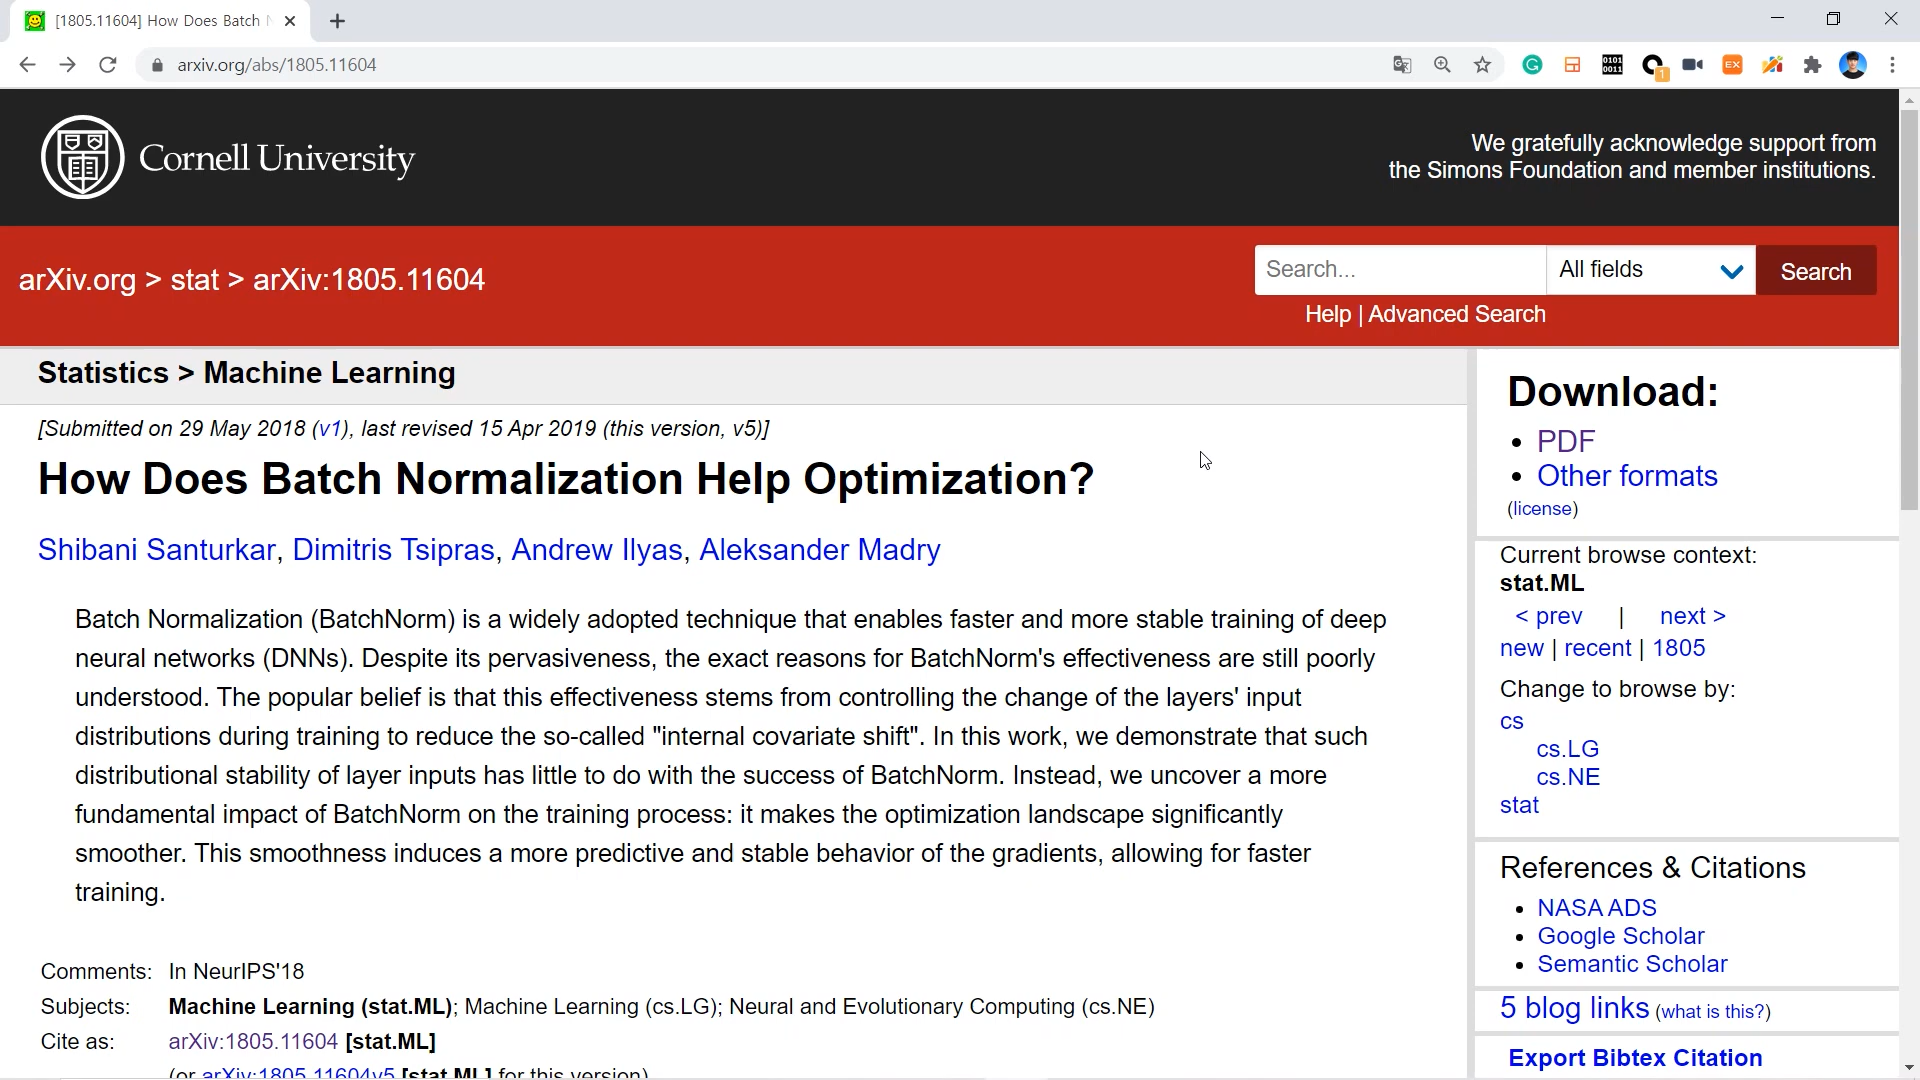 [1805.11604] How Does Batch N
arxiv.org/abs/1805.11604
0101
0011
1
EX
Cornell University
We gratefully acknowledge support from
the Simons Foundation and member institutions.
arXiv.org > stat > arXiv:1805.11604
Search...
All fields
Search
Help | Advanced Search
Statistics > Machine Learning
[Submitted on 29 May 2018 (v1), last revised 15 Apr 2019 (this version, v5)]
How Does Batch Normalization Help Optimization?
Shibani Santurkar, Dimitris Tsipras, Andrew Ilyas, Aleksander Madry
Batch Normalization (BatchNorm) is a widely adopted technique that enables faster and more stable training of deep
neural networks (DNNs). Despite its pervasiveness, the exact reasons for BatchNorm's effectiveness are still poorly
understood. The popular belief is that this effectiveness stems from controlling the change of the layers' input
distributions during training to reduce the so-called "internal covariate shift". In this work, we demonstrate that such
distributional stability of layer inputs has little to do with the success of BatchNorm. Instead, we uncover a more
fundamental impact of BatchNorm on the training process: it makes the optimization landscape significantly
smoother. This smoothness induces a more predictive and stable behavior of the gradients, allowing for faster
training.
Comments: In NeurIPS'18
Subjects: Machine Learning (stat.ML); Machine Learning (cs.LG); Neural and Evolutionary Computing (cs.NE)
Cite as: arXiv:1805.11604 [stat.ML]
(or arXiv:1805.11604v5 [stat.ML] for this version)
Download:
PDF
Other formats
(license)
Current browse context:
stat.ML
< prev | next >
new | recent | 1805
Change to browse by:
cs
cs.LG
cs.NE
stat
References & Citations
NASA ADS
Google Scholar
Semantic Scholar
5 blog links (what is this?)
Export Bibtex Citation